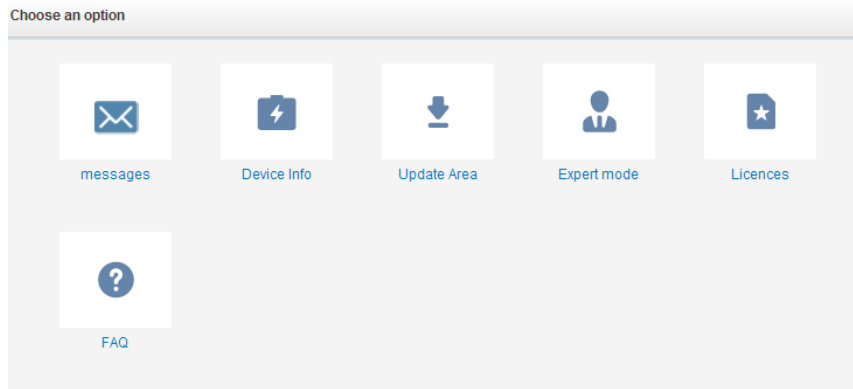 Choose an option
messages
Device Info
Update Area
Expert mode
Licences
FAQ